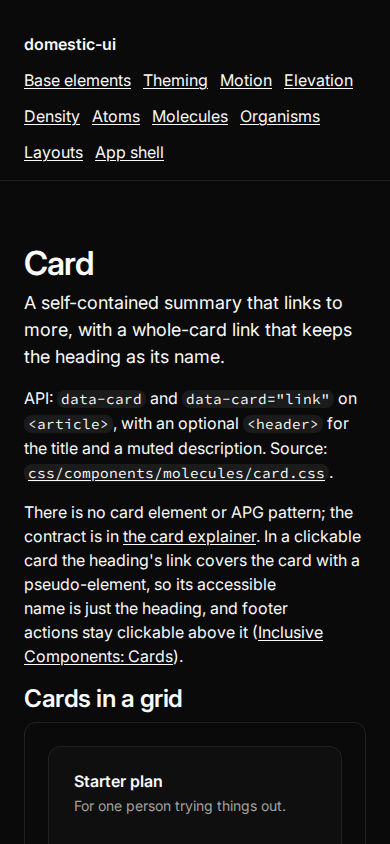 domestic-ui
Base elements Theming Motion Elevation
Density Atoms Molecules Organisms
Layouts App shell
Card
A self-contained summary that links to
more, with a whole-card link that keeps
the heading as its name.
API: data-card and data-card="link" on
<article>, with an optional <header> for
the title and a muted description. Source:
css/components/molecules/card.css.
There is no card element or APG pattern; the
contract is in the card explainer. In a clickable
card the heading's link covers the card with a
pseudo-element, so its accessible
name is just the heading, and footer
actions stay clickable above it (Inclusive
Components: Cards).
Cards in a grid
Starter plan
For one person trying things out.